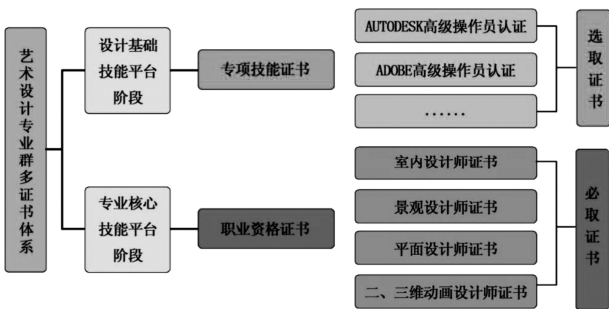 艺术设计专业群多证书体系
设计基础
技能平台
阶段
专项技能证书
AUTODESK高级操作员认证
ADOBE高级操作员认证
······
选取证书
专业核心
技能平台
阶段
职业资格证书
室内设计师证书
景观设计师证书
平面设计师证书
二、三维动画设计师证书
必取证书